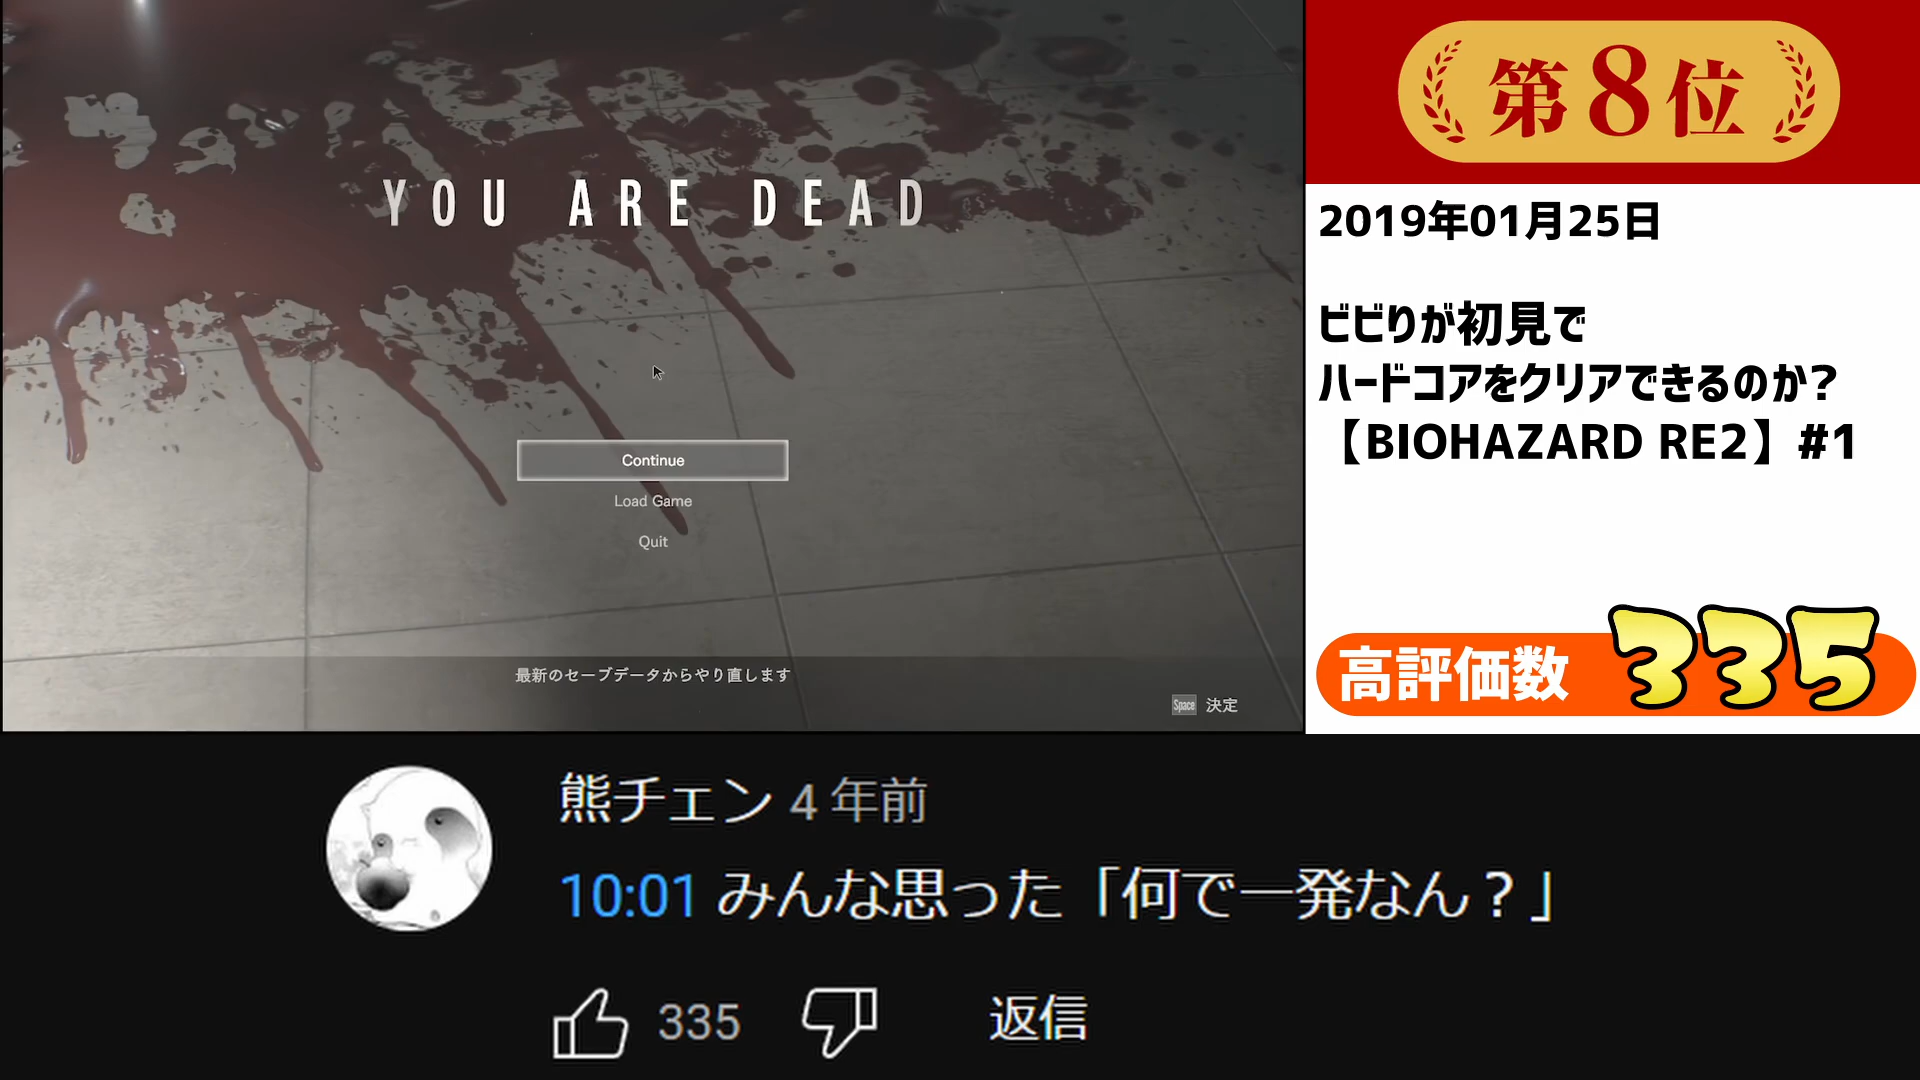 YOU ARE DEAD
Continue
Load Game
Quit
最新のセーブデータからやり直します
Space 決定
第8位
2019年01月25日
ビビりが初見で
ハードコアをクリアできるのか？
【BIOHAZARD RE2】#1
高評価数 335
熊チェン 4 年前
10:01 みんな思った「何で一発なん？」
335 返信